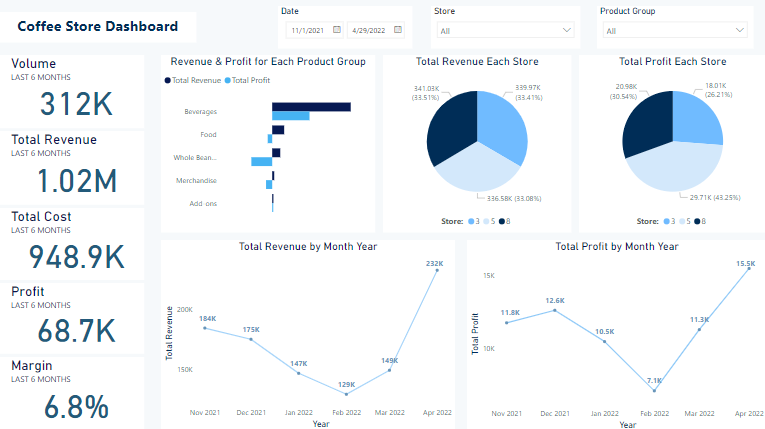 Coffee Store Dashboard
Date
11/1/2021
4/29/2022
Store
All
Product Group
All
Volume
LAST 6 MONTHS
312K
Total Revenue
LAST 6 MONTHS
1.02M
Total Cost
LAST 6 MONTHS
948.9K
Profit
LAST 6 MONTHS
68.7K
Margin
LAST 6 MONTHS
6.8%
Revenue & Profit for Each Product Group
Total Revenue Total Profit
Beverages
Food
Whole Bean...
Merchandise
Add-ons
Total Revenue Each Store
341.03K
(33.51%)
339.97K
(33.41%)
336.58K (33.08%)
Store: 3 5 8
Total Profit Each Store
20.98K
(30.54%)
18.01K
(26.21%)
29.71K (43.25%)
Store: 3 5 8
Total Revenue by Month Year
Total Revenue
200K
150K
184K
175K
147K
129K
149K
232K
Nov 2021
Dec 2021
Jan 2022
Feb 2022
Mar 2022
Apr 2022
Year
Total Profit by Month Year
Total Profit
15K
10K
11.8K
12.6K
10.5K
7.1K
11.3K
15.5K
Nov 2021
Dec 2021
Jan 2022
Feb 2022
Mar 2022
Apr 2022
Year